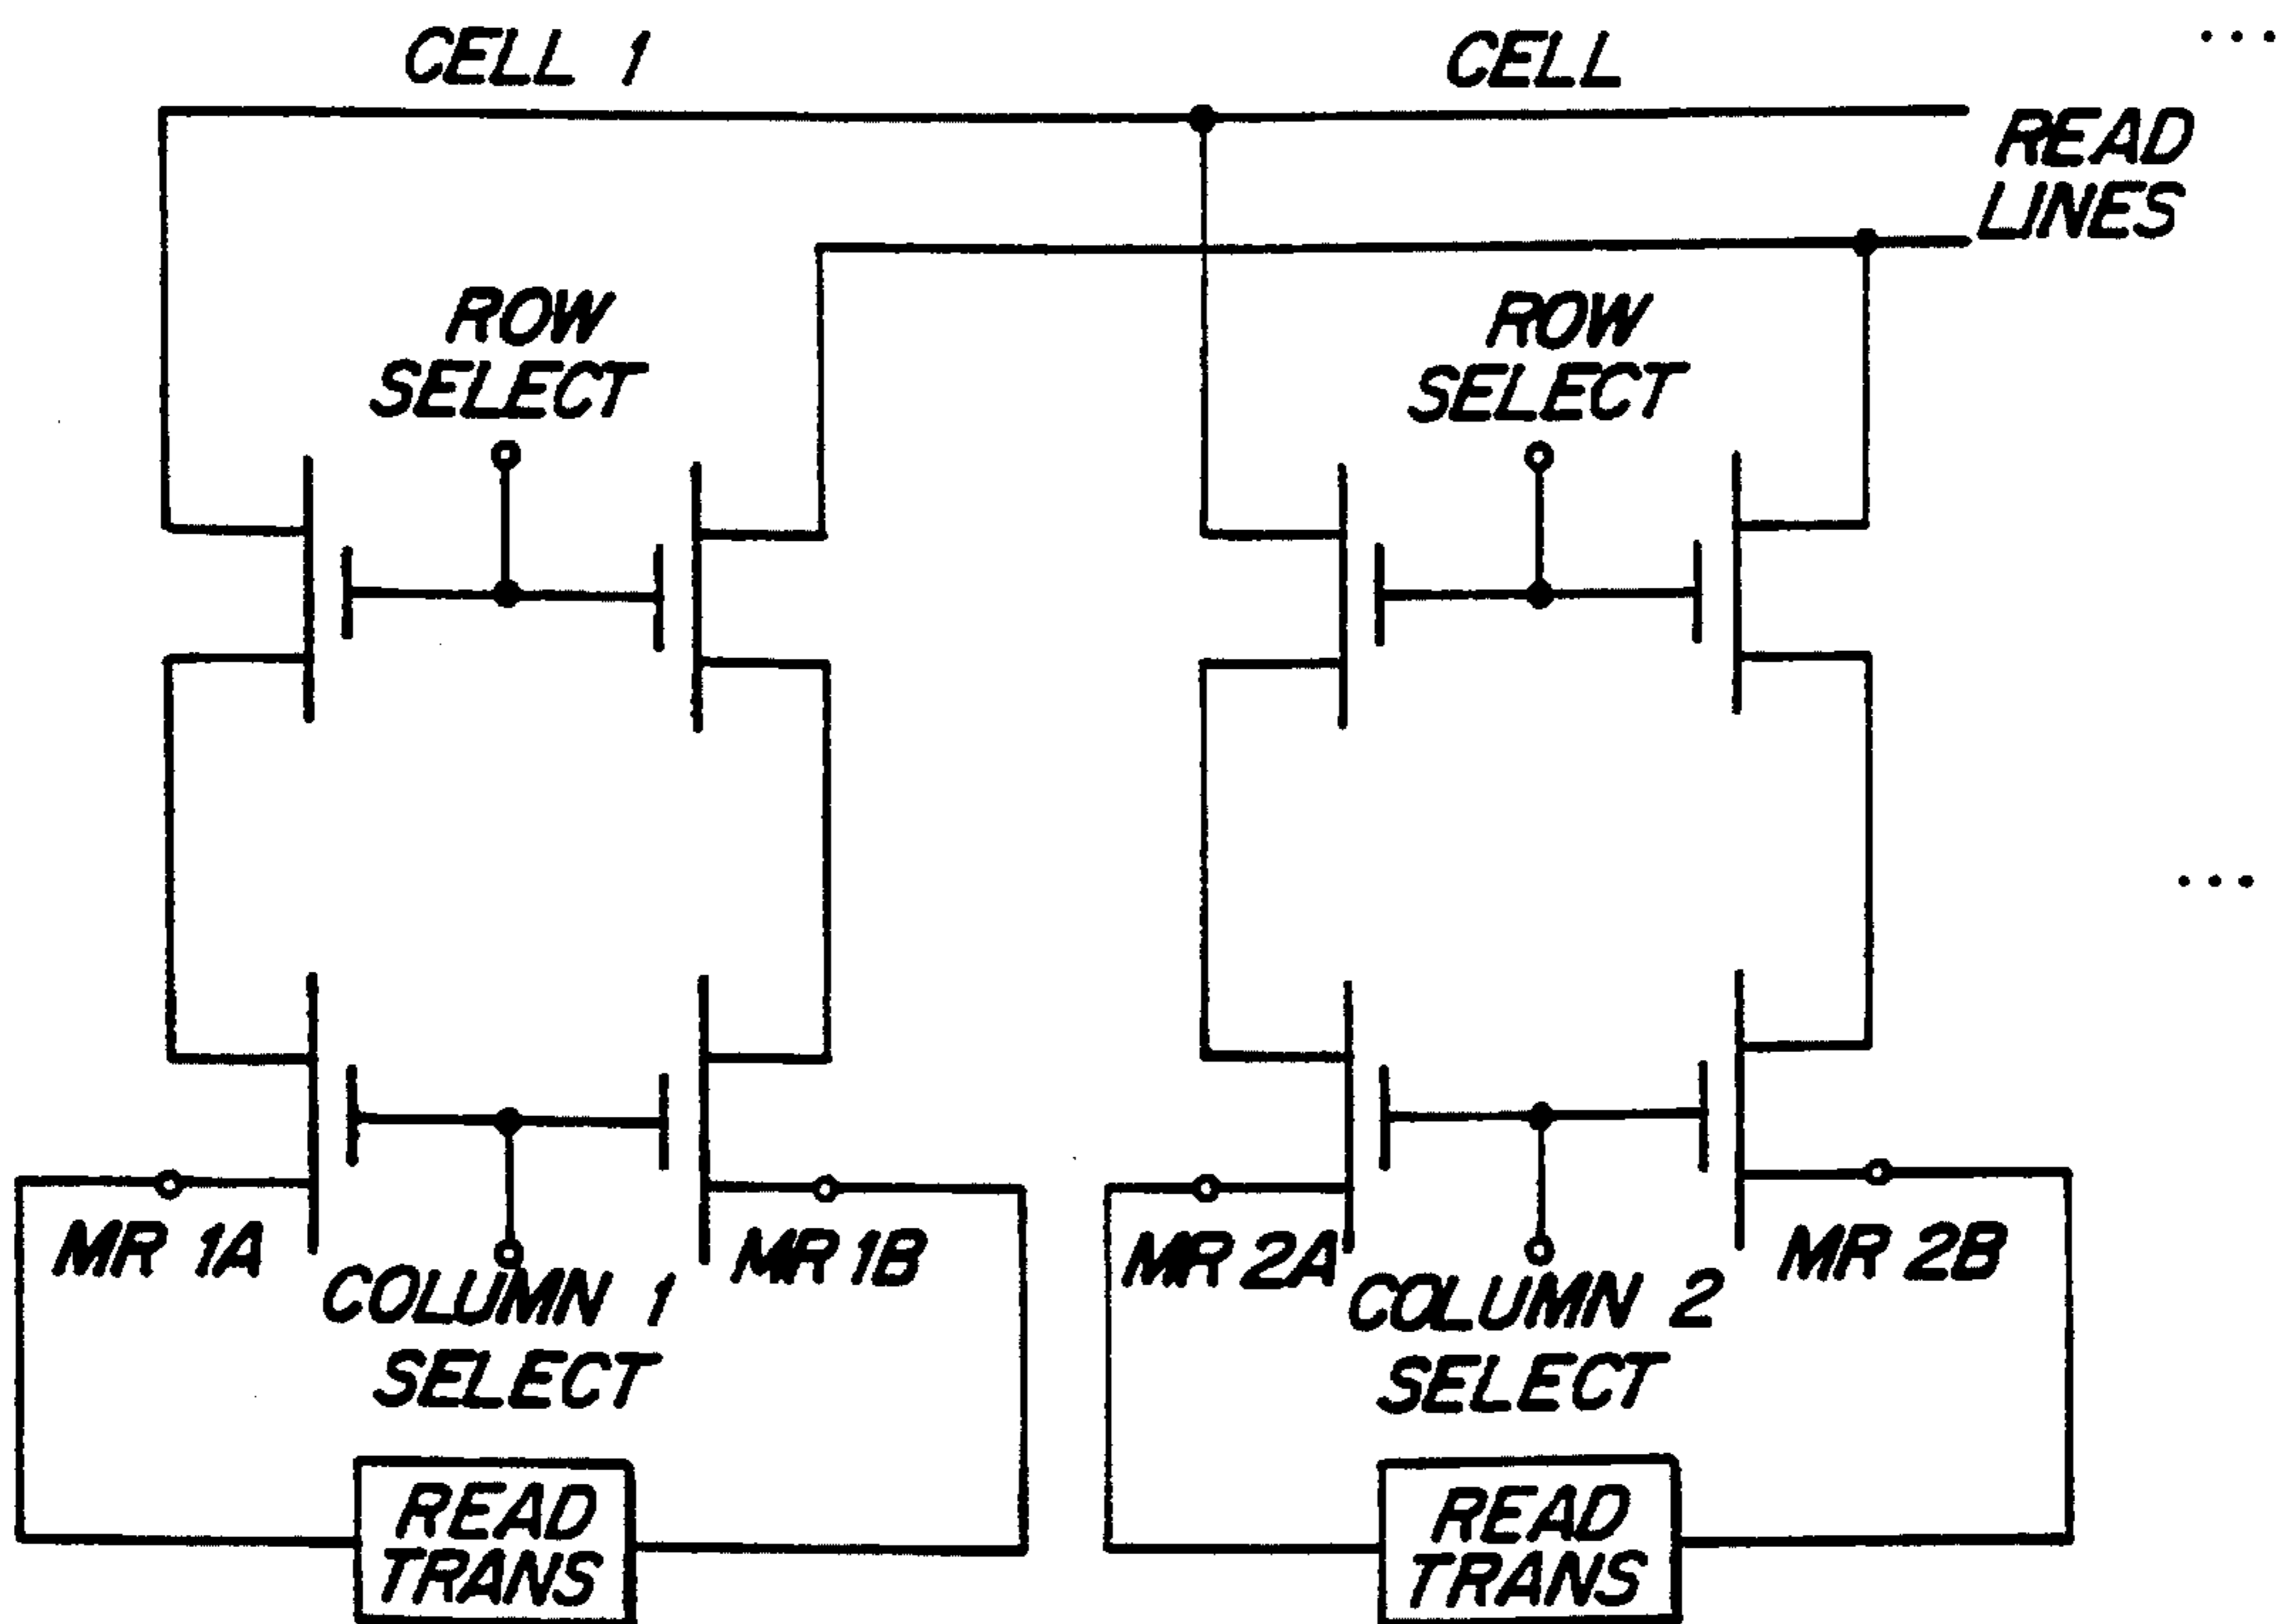 CELL 1
CELL
...
READ
LINES
ROW
SELECT
ROW
SELECT
...
MR 1A
MR 1B
MR 2A
MR 2B
COLUMN 1
SELECT
COLUMN 2
SELECT
READ
TRANS
READ
TRANS